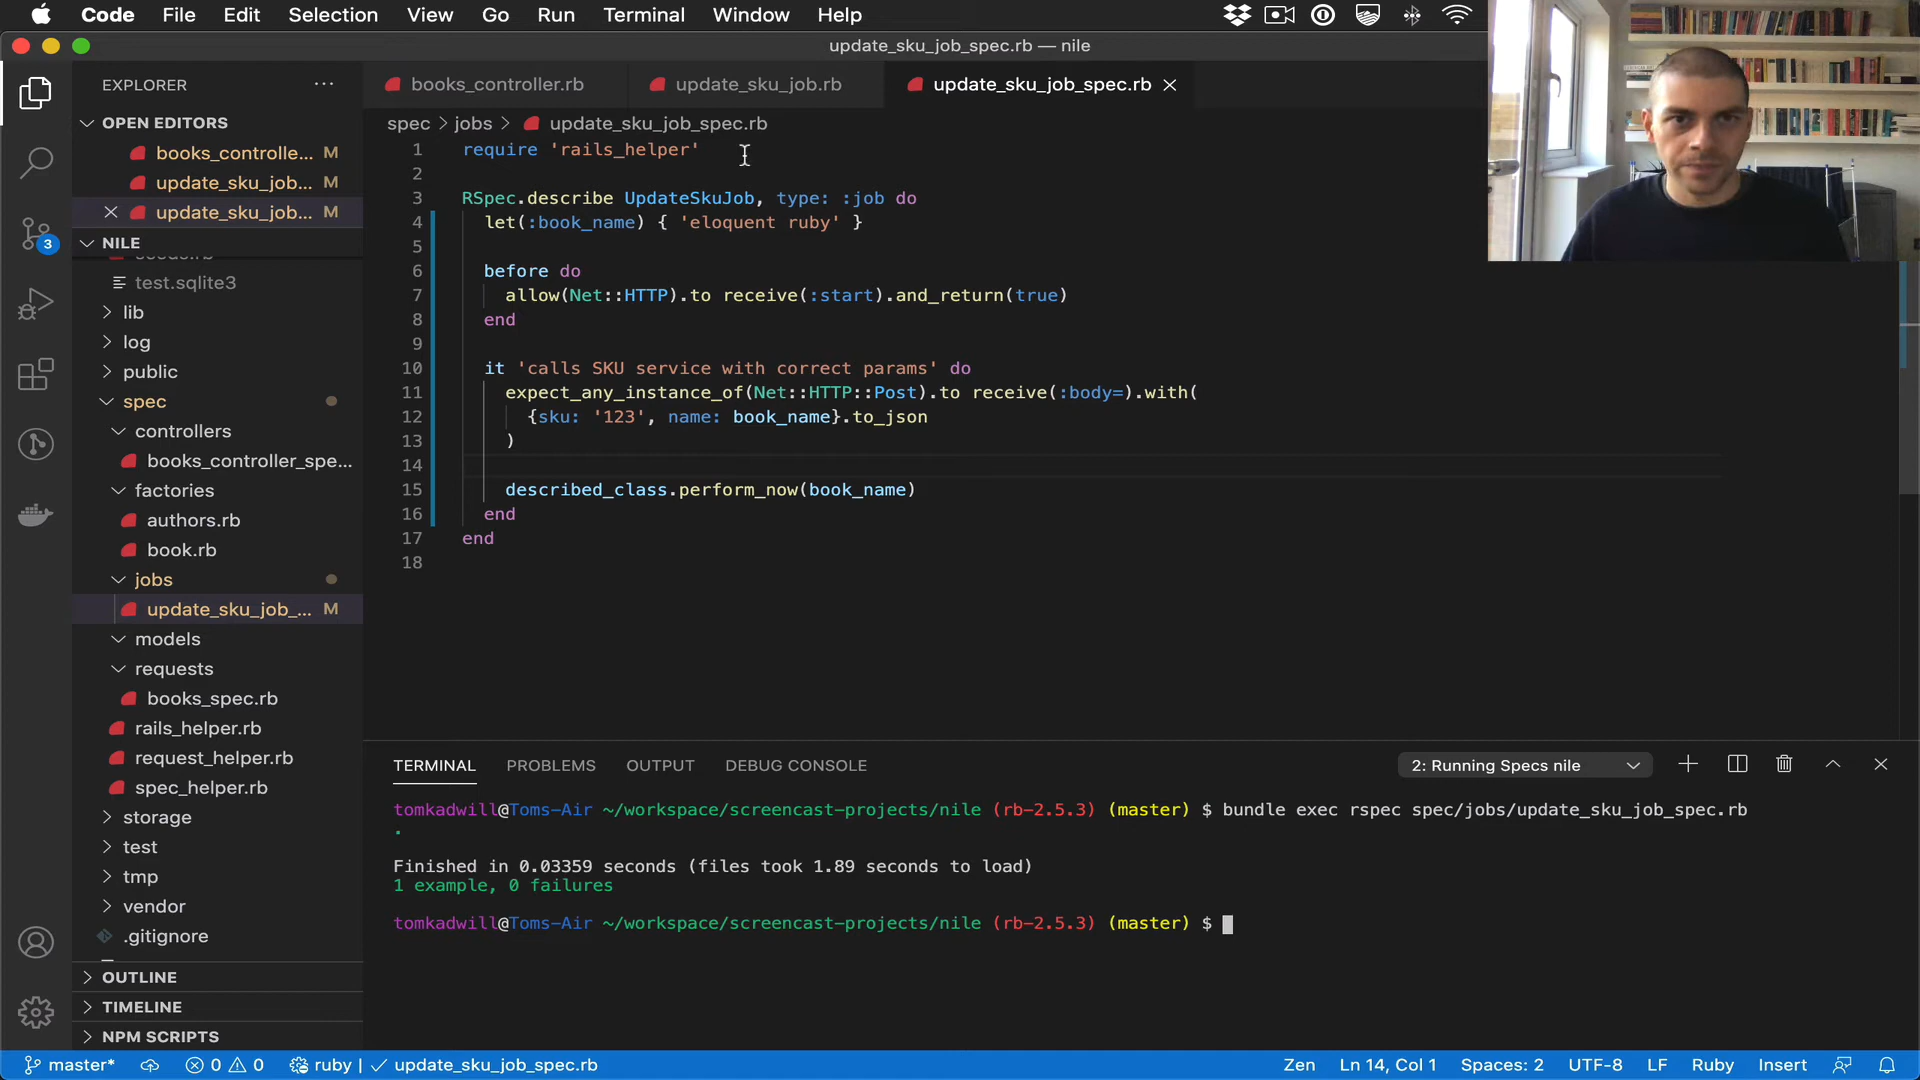 Code File Edit Selection View Go Run Terminal Window Help
update_sku_job_spec.rb — nile
EXPLORER
OPEN EDITORS
books_controlle... M
update_sku_job... M
update_sku_job... M
3
NILE
test.sqlite3
lib
log
public
spec
controllers
books_controller_spe...
factories
authors.rb
book.rb
jobs
update_sku_job_... M
models
requests
books_spec.rb
rails_helper.rb
request_helper.rb
spec_helper.rb
storage
test
tmp
vendor
.gitignore
OUTLINE
TIMELINE
NPM SCRIPTS
books_controller.rb update_sku_job.rb update_sku_job_spec.rb
spec > jobs > update_sku_job_spec.rb
1 require 'rails_helper'
2
3 RSpec.describe UpdateSkuJob, type: :job do
4 let(:book_name) { 'eloquent ruby' }
5
6 before do
7 allow(Net::HTTP).to receive(:start).and_return(true)
8 end
9
10 it 'calls SKU service with correct params' do
11 expect_any_instance_of(Net::HTTP::Post).to receive(:body=).with(
12 {sku: '123', name: book_name}.to_json
13 )
14
15 described_class.perform_now(book_name)
16 end
17 end
18
TERMINAL PROBLEMS OUTPUT DEBUG CONSOLE 2: Running Specs nile
tomkadwill@Toms-Air ~/workspace/screencast-projects/nile (rb-2.5.3) (master) $ bundle exec rspec spec/jobs/update_sku_job_spec.rb
.
Finished in 0.03359 seconds (files took 1.89 seconds to load)
1 example, 0 failures
tomkadwill@Toms-Air ~/workspace/screencast-projects/nile (rb-2.5.3) (master) $
master* 0 0 ruby | ✓ update_sku_job_spec.rb Zen Ln 14, Col 1 Spaces: 2 UTF-8 LF Ruby Insert